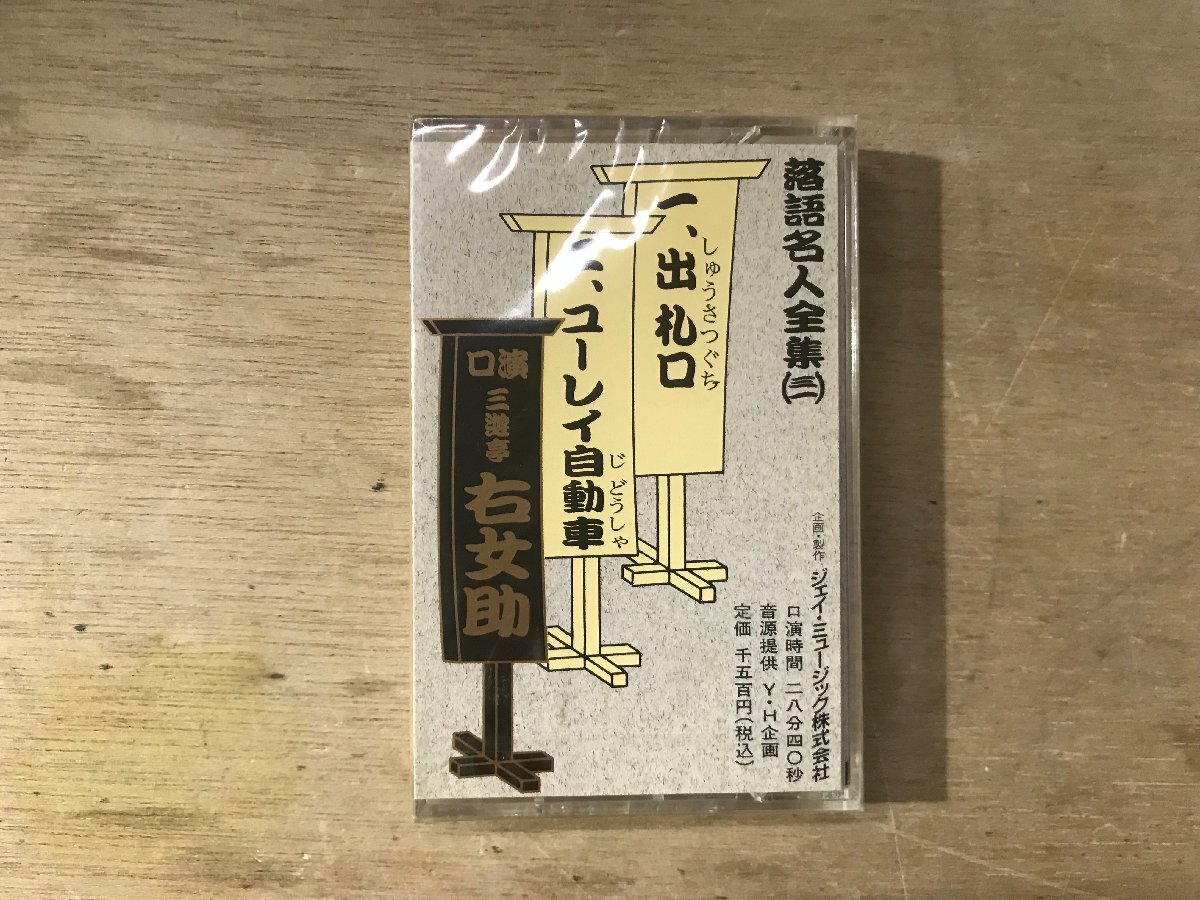 落語名人全集(三二)
一、出札口
しゅうさつぐち
二、ユーレイ自動車
じどうしゃ
口演
三遊亭
右女助
企画・製作 ジェイ・ミュージック株式会社
口演時間 二八分四〇秒
音源提供 Y・H企画
定価 千五百円(税込)